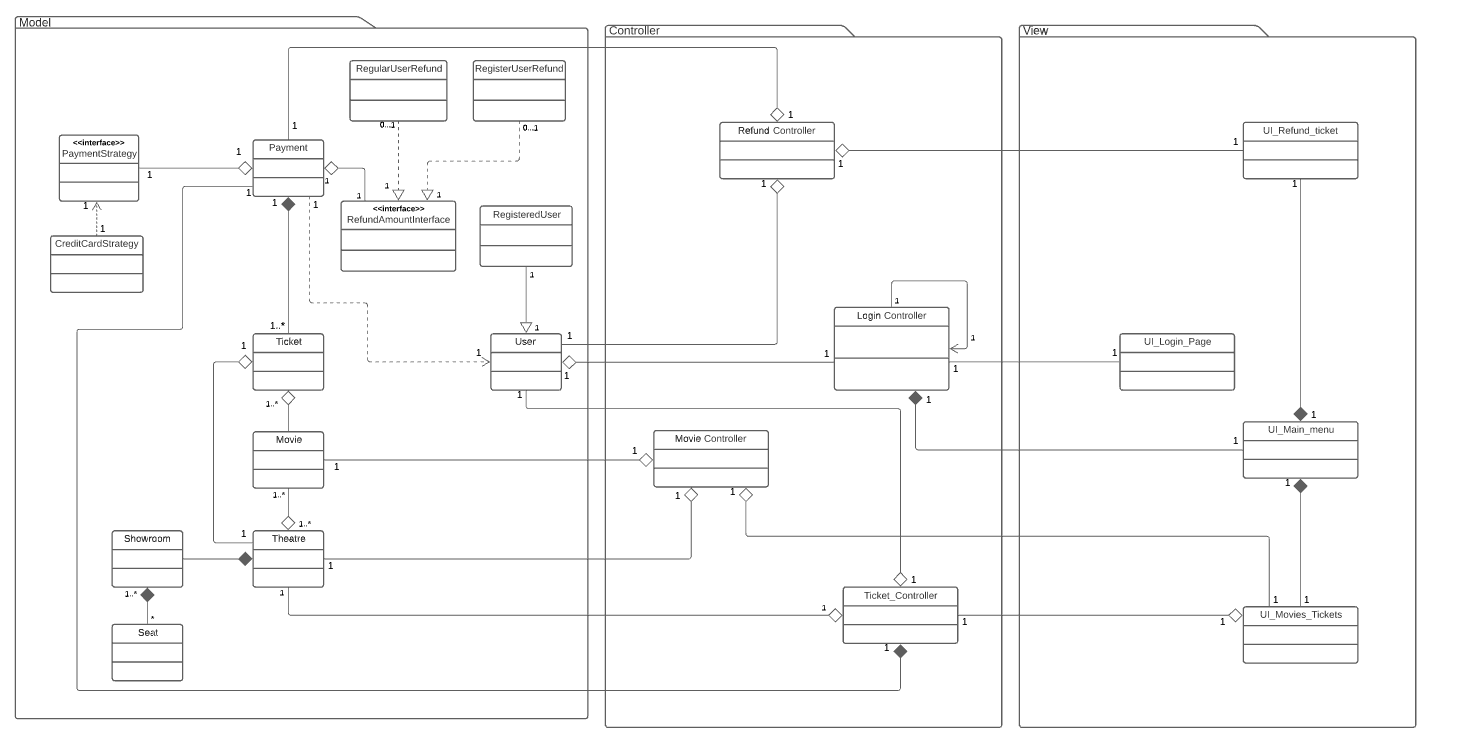 Model
Controller
View
RegularUserRefund
RegisterUserRefund
0...1
0...1
1
1
<<interface>>
PaymentStrategy
1
1
1
CreditCardStrategy
Payment
1
1
1
1
1
1
1
<<interface>>
RefundAmountInterface
RegisteredUser
1
1
User
1
1
1
1
1..*
Ticket
1
1..*
Movie
1
1..*
1..*
Theatre
1
1
1
Showroom
1..*
*
Seat
Refund Controller
1
1
1
Login Controller
1
1
1
1
1
Movie Controller
1
1
1
Ticket_Controller
1
1
1
1
UI_Refund_ticket
1
1
UI_Login_Page
1
UI_Main_menu
1
1
1
UI_Movies_Tickets
1
1
1